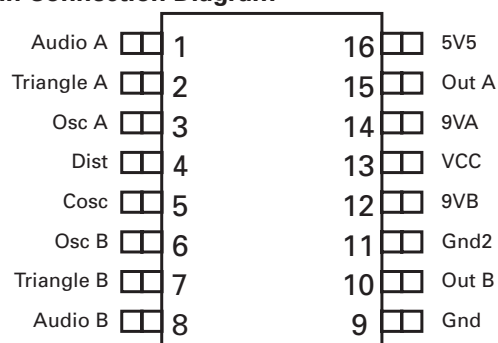 Connection Diagram
Audio A 1 16 5V5
Triangle A 2 15 Out A
Osc A 3 14 9VA
Dist 4 13 VCC
Cosc 5 12 9VB
Osc B 6 11 Gnd2
Triangle B 7 10 Out B
Audio B 8 9 Gnd